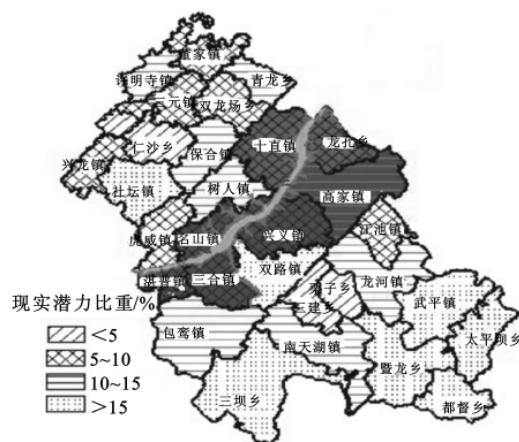 董家镇
许明寺镇
青龙乡
三元镇
双龙场乡
十直镇
龙孔乡
仁沙乡
保合镇
兴龙镇
社坛镇
树人镇
高家镇
虎威镇
名山镇
兴义镇
江池镇
湛普镇
三合镇
双路镇
栗子乡
龙河镇
三建乡
武平镇
太平坝乡
包鸾镇
南天湖镇
暨龙乡
三坝乡
都督乡
现实潜力比重/%
<5
5~10
10~15
>15